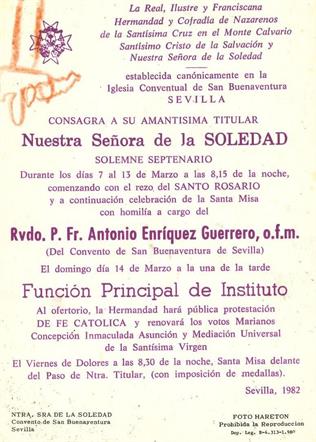 La Real, Ilustre y Franciscana
Hermandad y Cofradía de Nazarenos
de la Santísima Cruz en el Monte Calvario
Santísimo Cristo de la Salvación y
Nuestra Señora de la Soledad
establecida canónicamente en la
Iglesia Conventual de San Buenaventura
SEVILLA
CONSAGRA A SU AMANTISIMA TITULAR
Nuestra Señora de la SOLEDAD
SOLEMNE SEPTENARIO
Durante los días 7 al 13 de Marzo a las 8,15 de la noche,
comenzando con el rezo del SANTO ROSARIO
y a continuación celebración de la Santa Misa
con homilía a cargo del
Rvdo. P. Fr. Antonio Enríquez Guerrero, o.f.m.
(Del Convento de San Buenaventura de Sevilla)
El domingo día 14 de Marzo a la una de la tarde
Función Principal de Instituto
Al ofertorio, la Hermandad hará pública protestación
DE FE CATOLICA y renovará los votos Marianos
Concepción Inmaculada Asunción y Mediación Universal
de la Santísima Virgen
El Viernes de Dolores a las 8,30 de la noche, Santa Misa delante
del Paso de Ntra. Titular, (con imposición de medallas).
Sevilla, 1982
NTRA. SRA DE LA SOLEDAD
Convento de San Buenaventura
Sevilla
FOTO HARETON
Prohibida la Reproduccion
Dep. Leg.